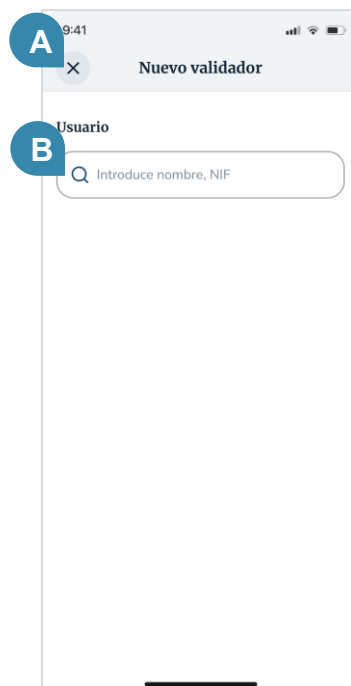 A
9:41
Nuevo validador
Usuario
B
Introduce nombre, NIF